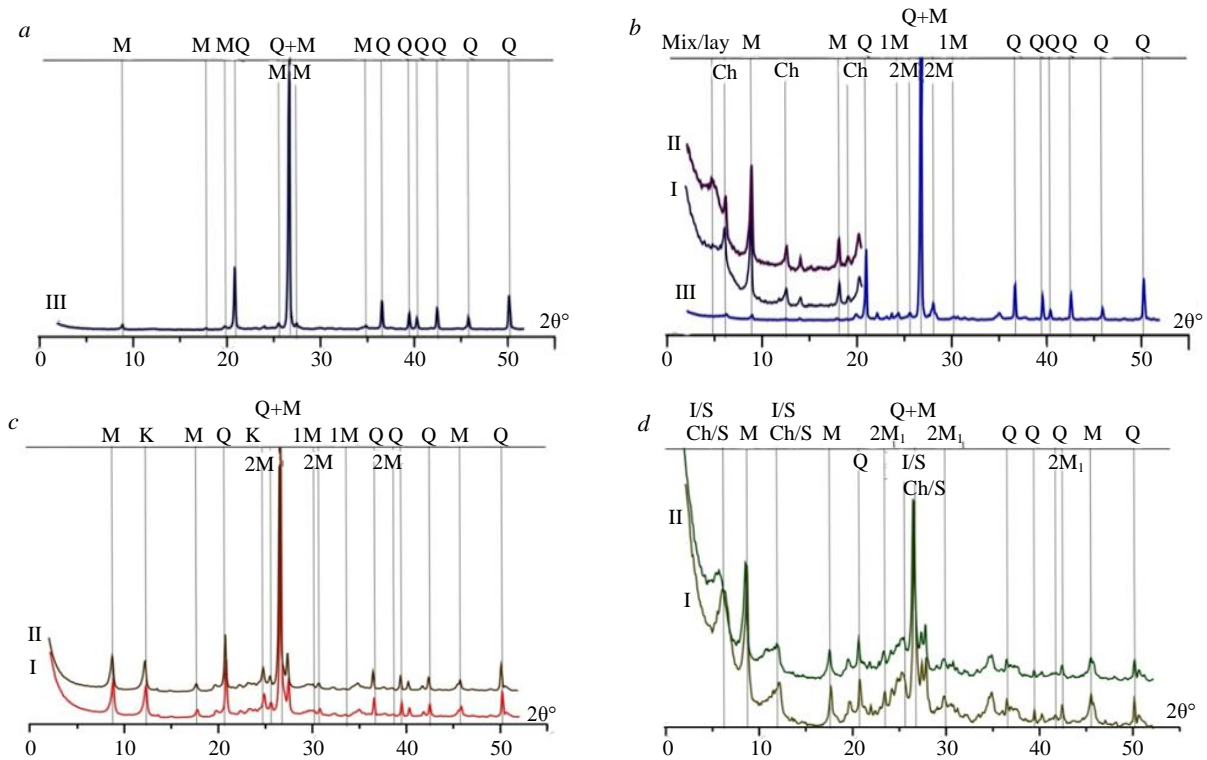 a
M M M Q Q+M M Q Q Q Q Q Q
M M
III
2θ°
0 10 20 30 40 50
b
Q+M
Mix/lay M M Q 1M 1M Q Q Q Q Q Q
Ch Ch Ch 2M 2M
II
I
III
2θ°
0 10 20 30 40 50
c
Q+M
M K M Q K 1M 1M Q Q Q M Q
2M 2M 2M
II
I
2θ°
0 10 20 30 40 50
d
I/S I/S Q+M
Ch/S M Ch/S M 2M₁ 2M₁ Q Q Q M Q
Q I/S 2M₁
Ch/S
II
I
2θ°
0 10 20 30 40 50